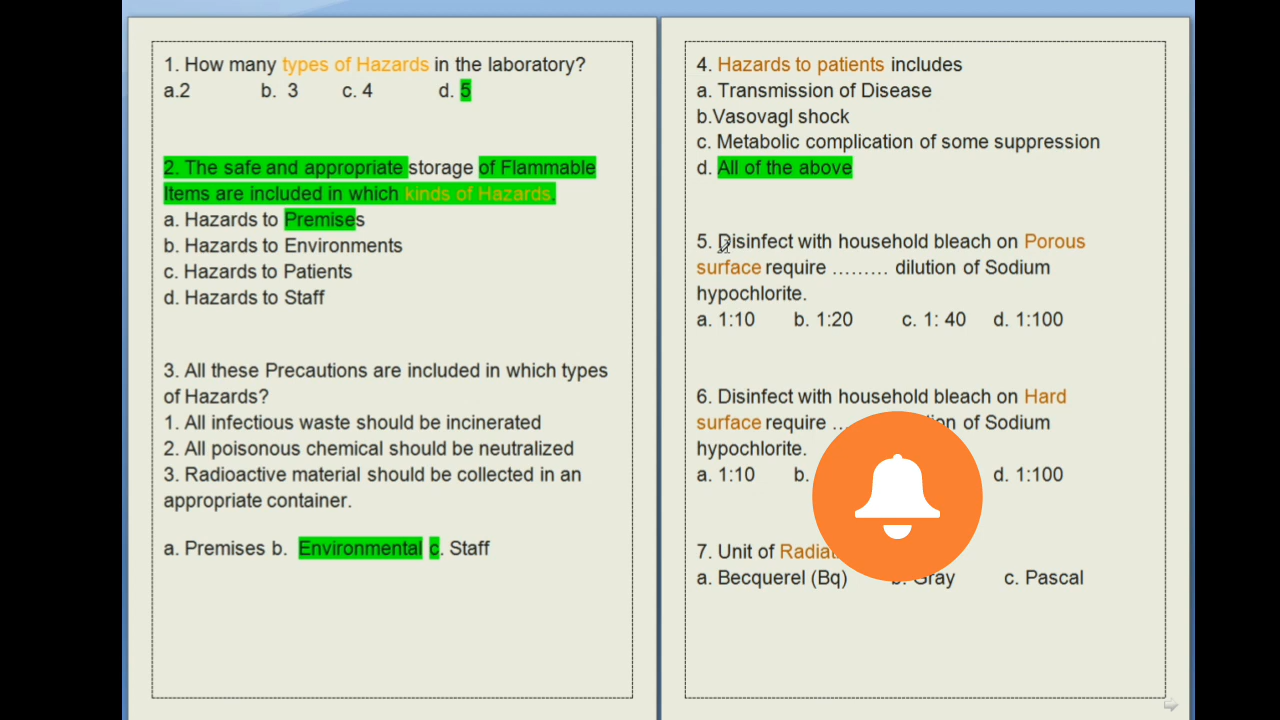 1. How many types of Hazards in the laboratory?
a.2 b. 3 c. 4 d. 5
2. The safe and appropriate storage of Flammable
Items are included in which kinds of Hazards.
a. Hazards to Premises
b. Hazards to Environments
c. Hazards to Patients
d. Hazards to Staff
3. All these Precautions are included in which types
of Hazards?
1. All infectious waste should be incinerated
2. All poisonous chemical should be neutralized
3. Radioactive material should be collected in an
appropriate container.
a. Premises b. Environmental c. Staff
4. Hazards to patients includes
a. Transmission of Disease
b.Vasovagl shock
c. Metabolic complication of some suppression
d. All of the above
5. Disinfect with household bleach on Porous
surface require ……… dilution of Sodium
hypochlorite.
a. 1:10 b. 1:20 c. 1: 40 d. 1:100
6. Disinfect with household bleach on Hard
surface require of Sodium
hypochlorite.
a. 1:10 b. d. 1:100
7. Unit of
a. Becquerel (Bq) b. Gray c. Pascal